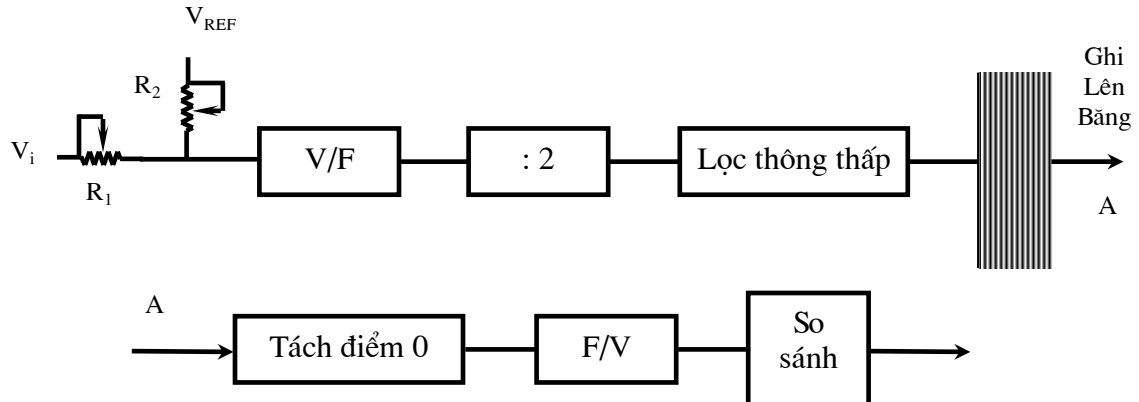 V_REF
R_2
V_i
R_1
V/F
: 2
Lọc thông thấp
Ghi
Lên
Băng
A
A
Tách điểm 0
F/V
So
sánh